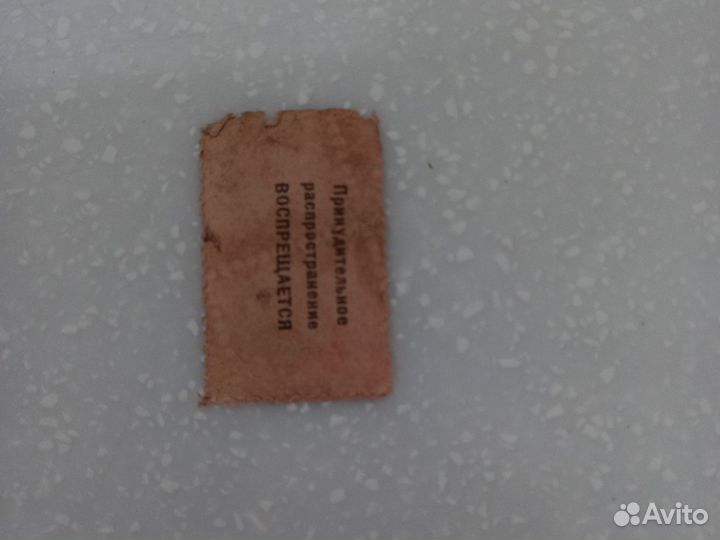 Принудительное
распространение
ВОСПРЕЩАЕТСЯ
Avito